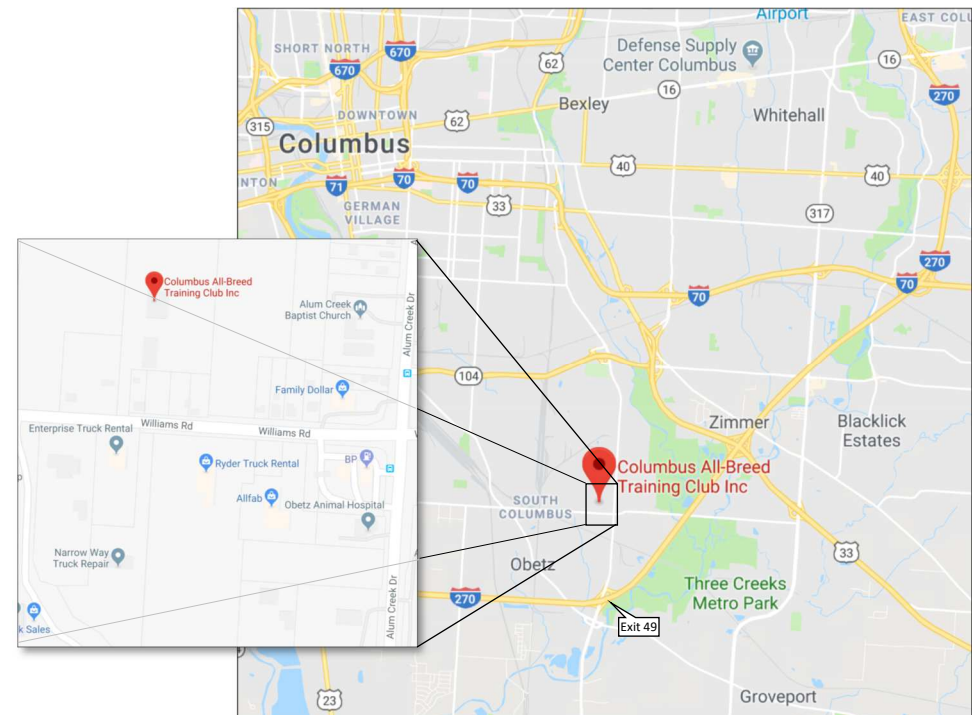 Airport
EAST COLU
SHORT NORTH
670
670
62
Defense Supply
Center Columbus
16
16
270
Bexley
Whitehall
315
DOWNTOWN
62
Columbus
40
40
NTON
71
70
70
33
GERMAN
VILLAGE
317
270
70
70
104
Zimmer
Blacklick
Estates
Columbus All-Breed
Training Club Inc
SOUTH
COLUMBUS
33
Obetz
Three Creeks
Metro Park
270
Exit 49
23
Groveport
Columbus All-Breed
Training Club Inc
Alum Creek
Baptist Church
Alum Creek Dr
Family Dollar
Williams Rd
Williams Rd
Enterprise Truck Rental
Ryder Truck Rental
BP
Allfab
Obetz Animal Hospital
Narrow Way
Truck Repair
k Sales
Alum Creek Dr